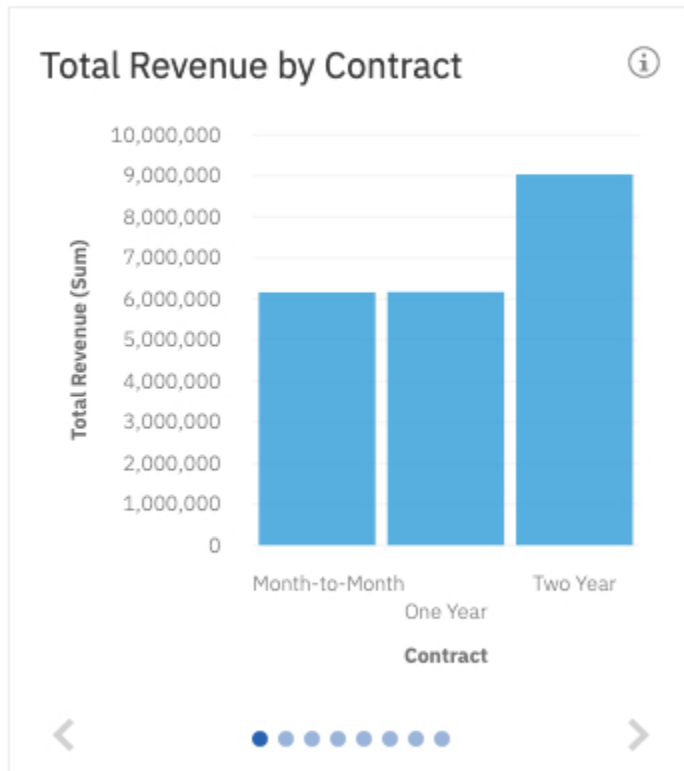 Total Revenue by Contract
10,000,000
9,000,000
8,000,000
7,000,000
6,000,000
5,000,000
4,000,000
3,000,000
2,000,000
1,000,000
0
Total Revenue (Sum)
Month-to-Month
One Year
Two Year
Contract